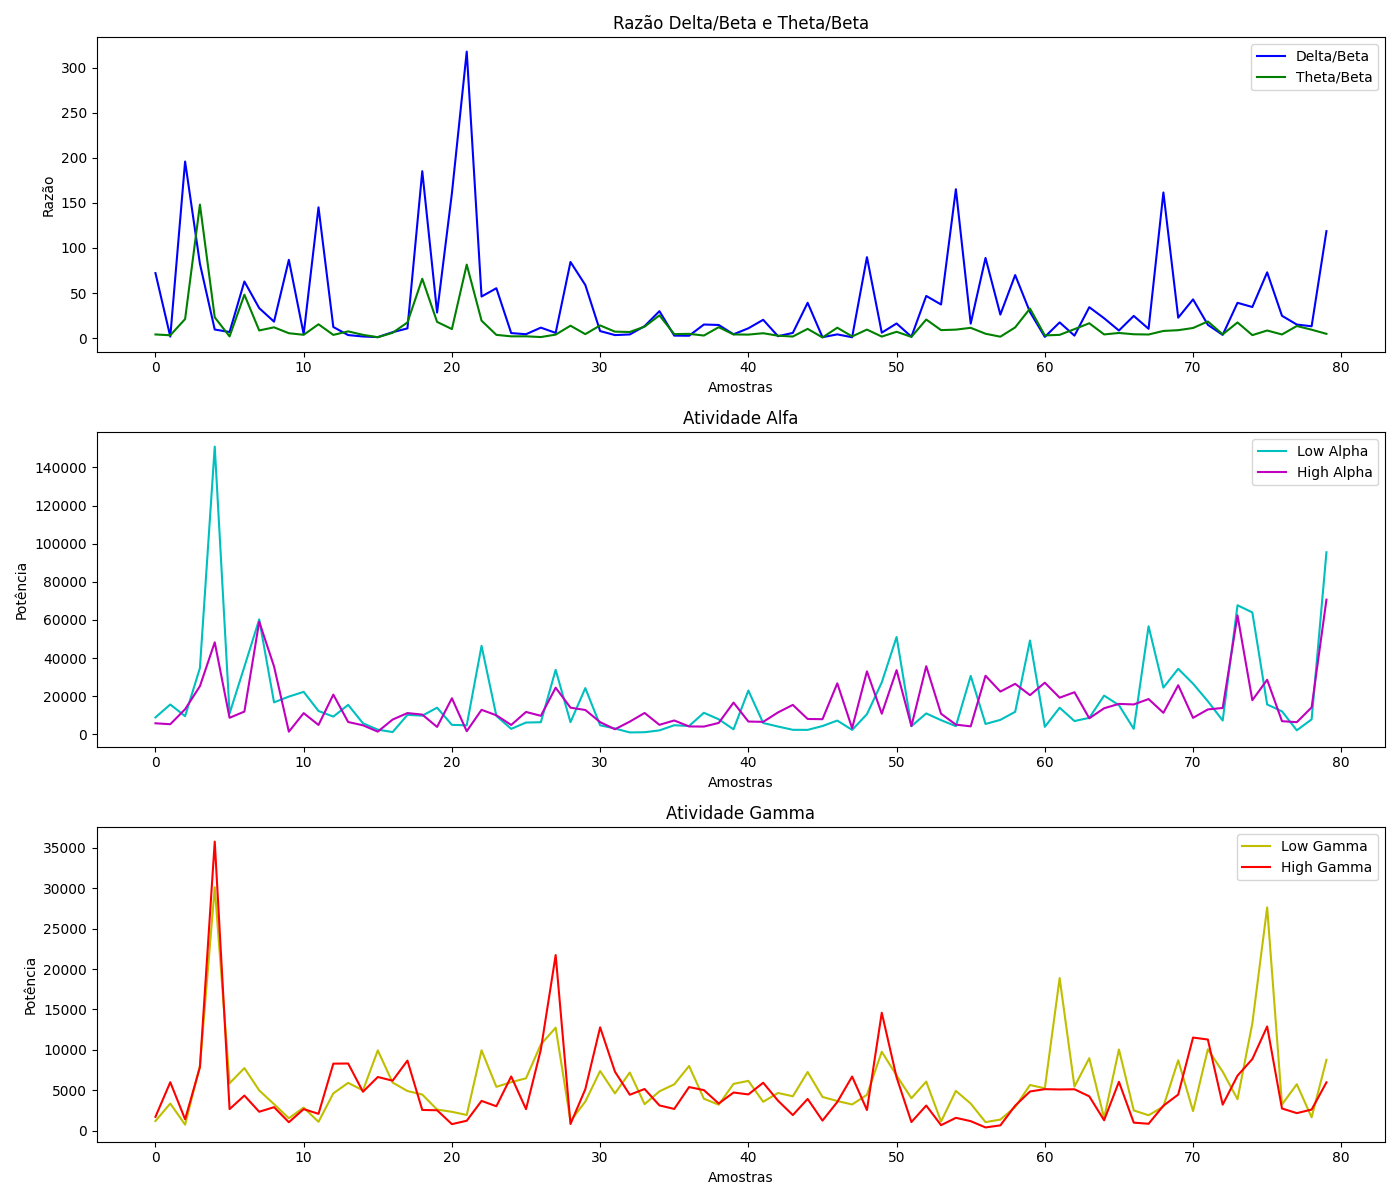 Razão Delta/Beta e Theta/Beta
Delta/Beta
Theta/Beta
300
250
200
150
100
50
0
Razão
0 10 20 30 40 50 60 70 80
Amostras
Atividade Alfa
Low Alpha
High Alpha
140000
120000
100000
80000
60000
40000
20000
0
Potência
0 10 20 30 40 50 60 70 80
Amostras
Atividade Gamma
Low Gamma
High Gamma
35000
30000
25000
20000
15000
10000
5000
0
Potência
0 10 20 30 40 50 60 70 80
Amostras